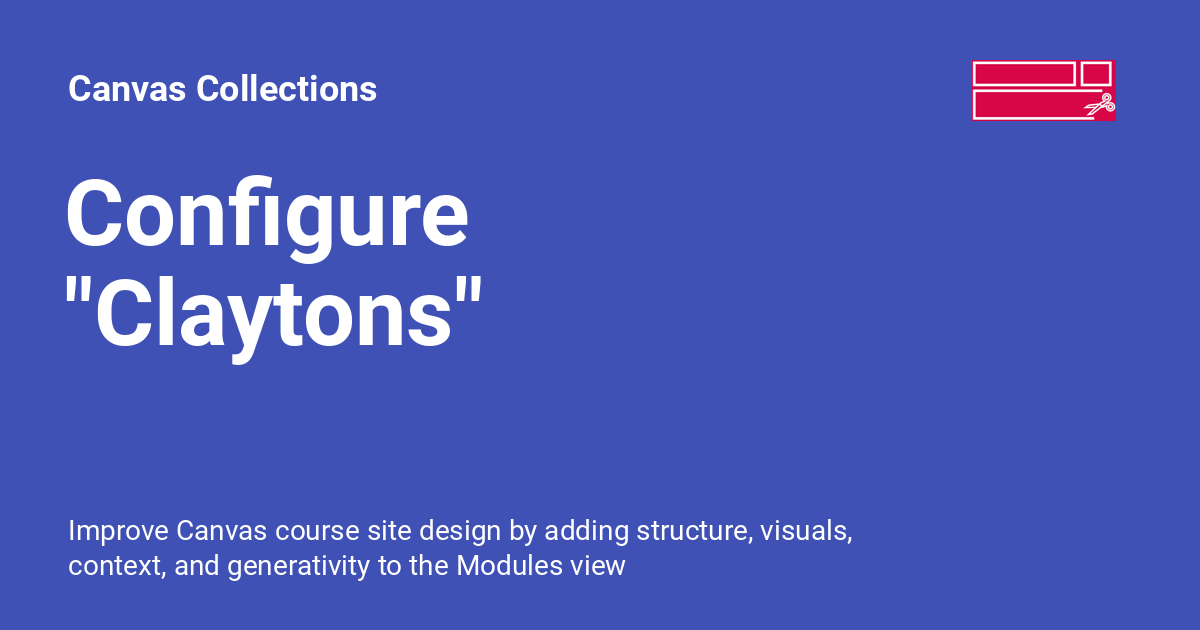 Canvas Collections
Configure
"Claytons"
Improve Canvas course site design by adding structure, visuals,
context, and generativity to the Modules view